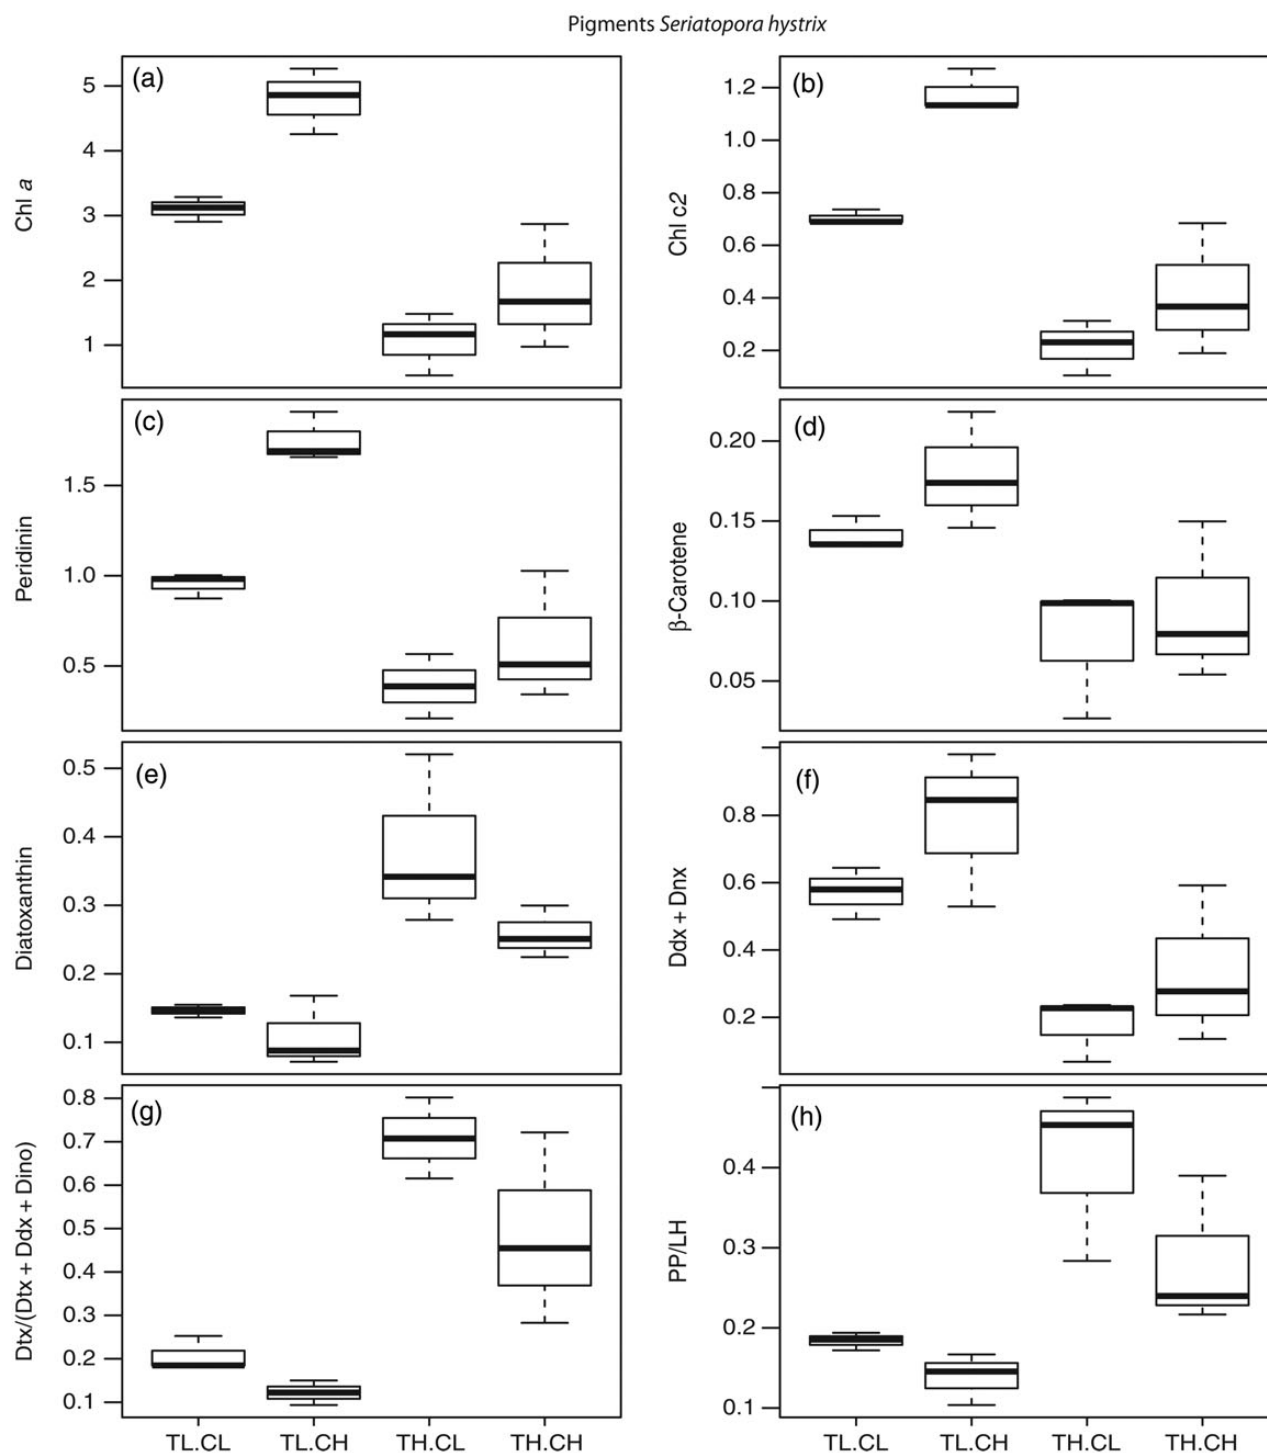 Pigments Seriatopora hystrix
(a)
Chl a
5
4
3
2
1
(b)
Chl c2
1.2
1.0
0.8
0.6
0.4
0.2
(c)
Peridinin
1.5
1.0
0.5
(d)
β-Carotene
0.20
0.15
0.10
0.05
(e)
Diatoxanthin
0.5
0.4
0.3
0.2
0.1
(f)
Ddx + Dnx
0.8
0.6
0.4
0.2
(g)
Dtx/(Dtx + Ddx + Dino)
0.8
0.7
0.6
0.5
0.4
0.3
0.2
0.1
TL.CL TL.CH TH.CL TH.CH
(h)
PP/LH
0.4
0.3
0.2
0.1
TL.CL TL.CH TH.CL TH.CH